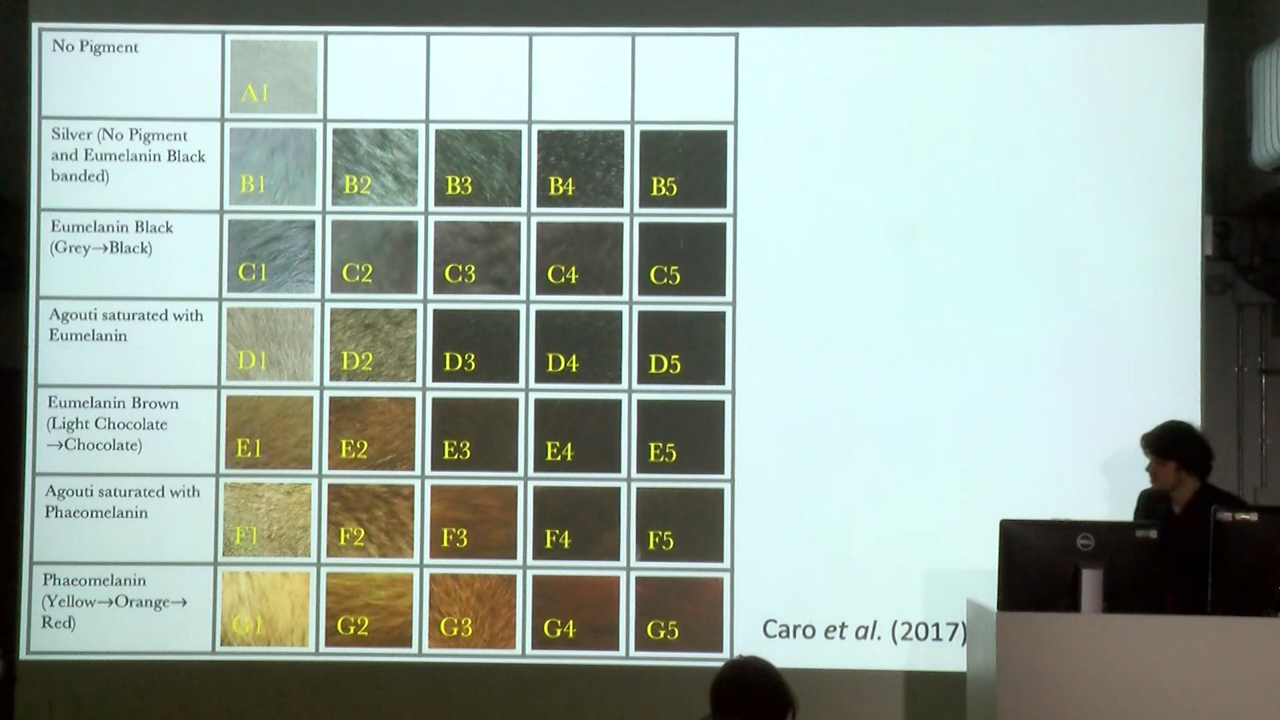 No Pigment
A1
Silver (No Pigment
and Eumelanin Black
banded)
B1 B2 B3 B4 B5
Eumelanin Black
(Grey→Black)
C1 C2 C3 C4 C5
Agouti saturated with
Eumelanin
D1 D2 D3 D4 D5
Eumelanin Brown
(Light Chocolate
→Chocolate)
E1 E2 E3 E4 E5
Agouti saturated with
Phaeomelanin
F1 F2 F3 F4 F5
Phaeomelanin
(Yellow→Orange→
Red)
G1 G2 G3 G4 G5
Caro et al. (2017)
DELL